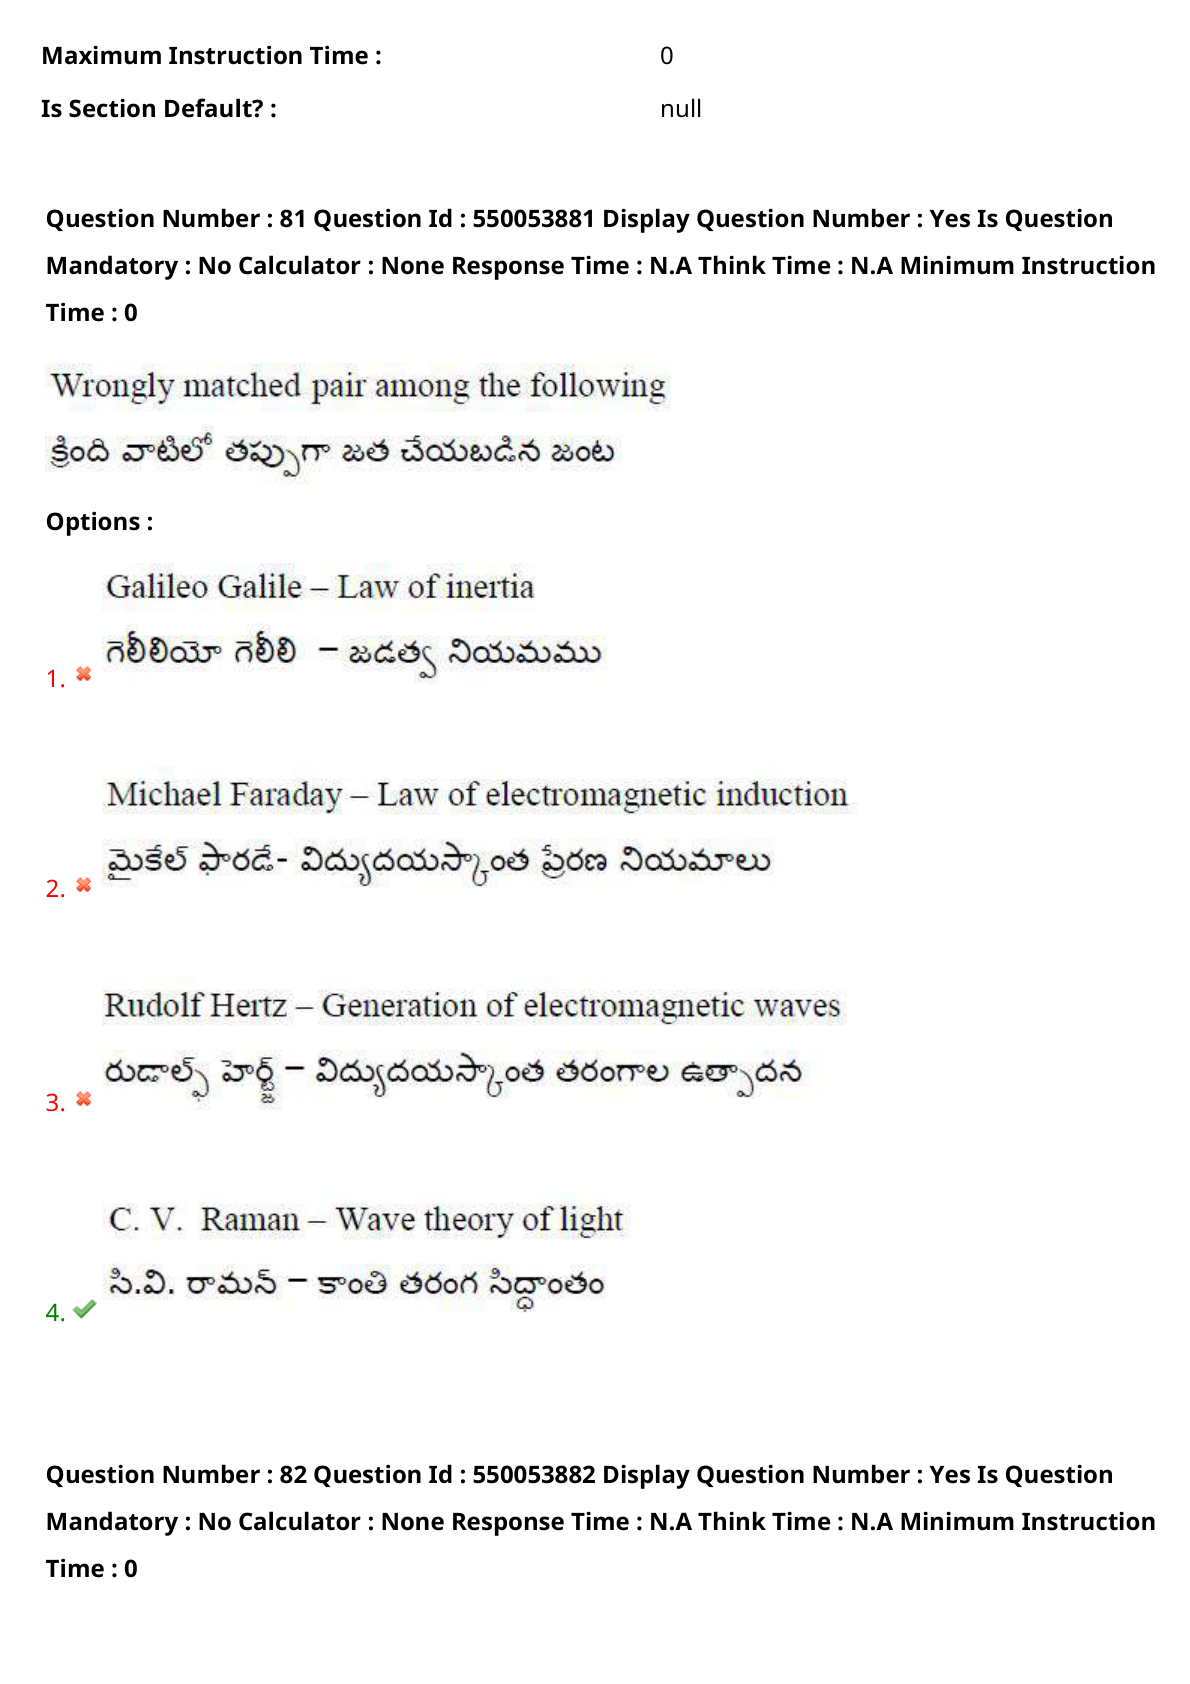 Maximum Instruction Time : 0
Is Section Default? : null
Question Number : 81 Question Id : 550053881 Display Question Number : Yes Is Question
Mandatory : No Calculator : None Response Time : N.A Think Time : N.A Minimum Instruction
Time : 0
Wrongly matched pair among the following
క్రింది వాటిలో తప్పుగా జత చేయబడిన జంట
Options :
Galileo Galile – Law of inertia
గెలీలియో గెలీలి – జడత్వ నియమము
1.
Michael Faraday – Law of electromagnetic induction
మైకేల్ ఫారడే- విద్యుదయస్కాంత ప్రేరణ నియమాలు
2.
Rudolf Hertz – Generation of electromagnetic waves
రుడాల్ఫ్ హెర్ట్జ్ – విద్యుదయస్కాంత తరంగాల ఉత్పాదన
3.
C. V. Raman – Wave theory of light
సి.వి. రామన్ – కాంతి తరంగ సిద్ధాంతం
4.
Question Number : 82 Question Id : 550053882 Display Question Number : Yes Is Question
Mandatory : No Calculator : None Response Time : N.A Think Time : N.A Minimum Instruction
Time : 0